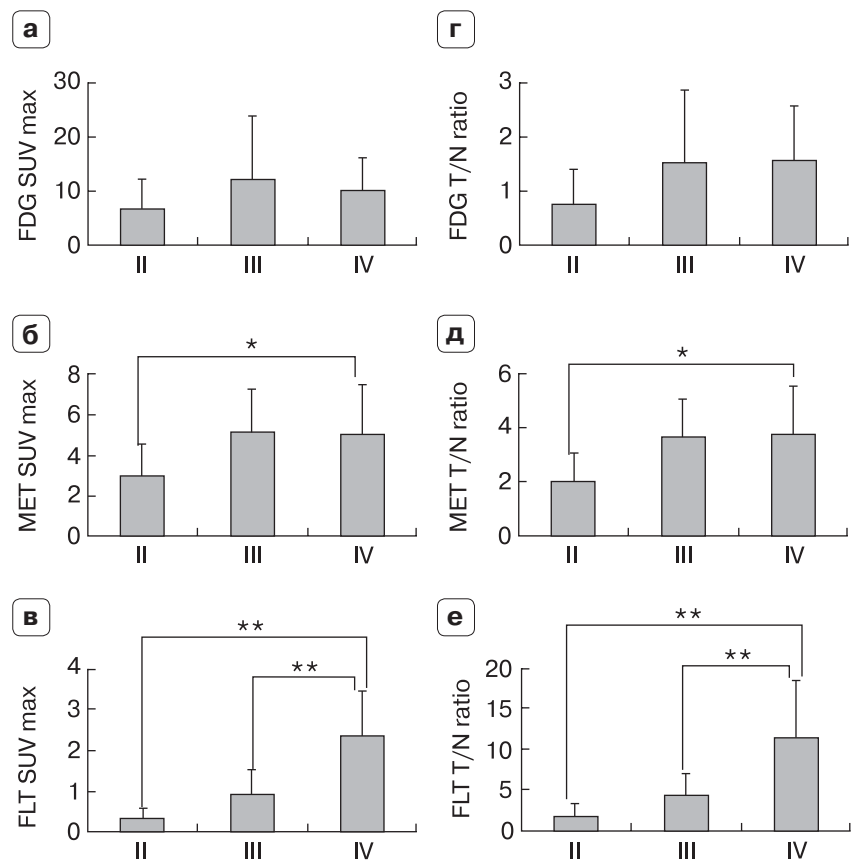 а
FDG SUV max
30
20
10
0
II III IV
г
FDG T/N ratio
3
2
1
0
II III IV
б
MET SUV max
8
6
4
2
0
*
II III IV
д
MET T/N ratio
6
4
2
0
*
II III IV
в
FLT SUV max
4
3
2
1
0
**
**
II III IV
е
FLT T/N ratio
20
15
10
5
0
**
**
II III IV